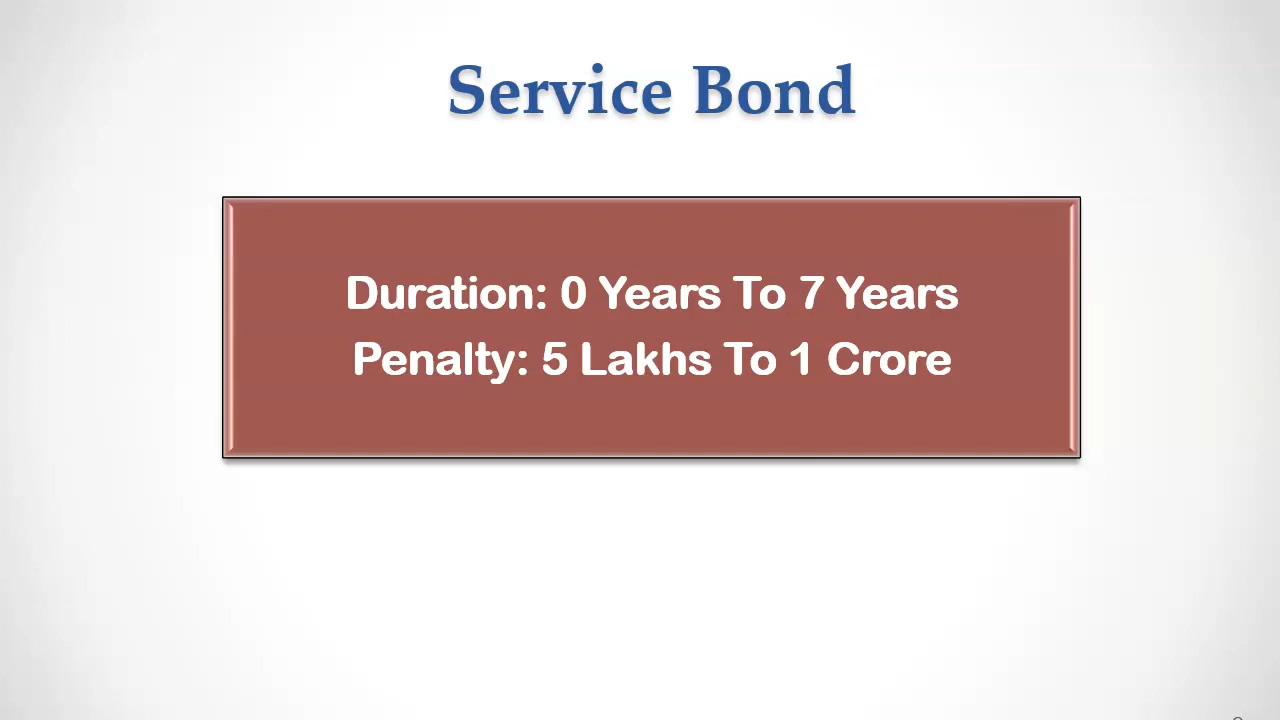 Service Bond
Duration: 0 Years To 7 Years
Penalty: 5 Lakhs To 1 Crore